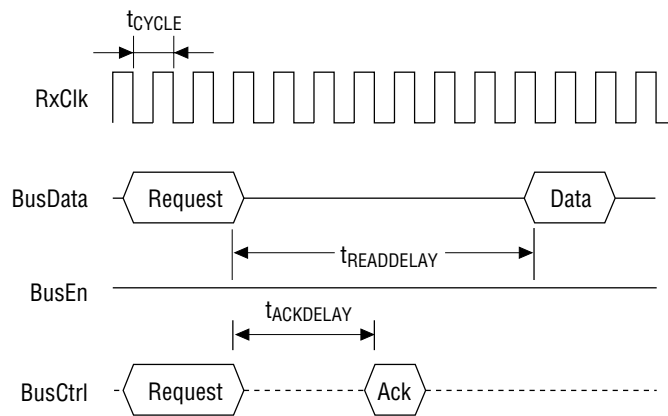 tCYCLE
RxClk
BusData Request Data
tREADDELAY
BusEn
tACKDELAY
BusCtrl Request Ack